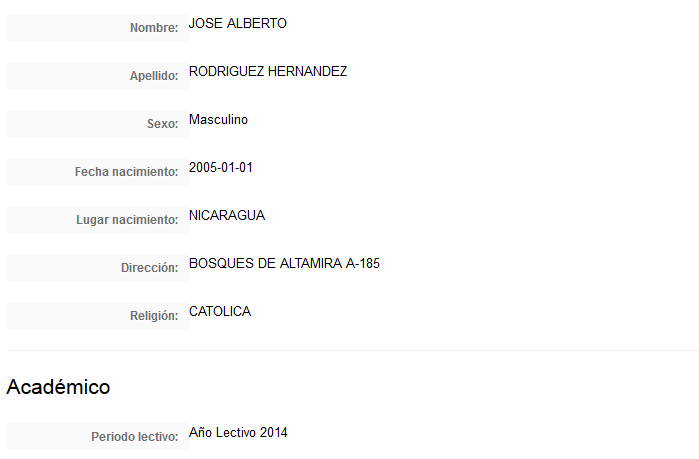 Nombre: JOSE ALBERTO
Apellido: RODRIGUEZ HERNANDEZ
Sexo: Masculino
Fecha nacimiento: 2005-01-01
Lugar nacimiento: NICARAGUA
Dirección: BOSQUES DE ALTAMIRA A-185
Religión: CATOLICA
Académico
Periodo lectivo: Año Lectivo 2014